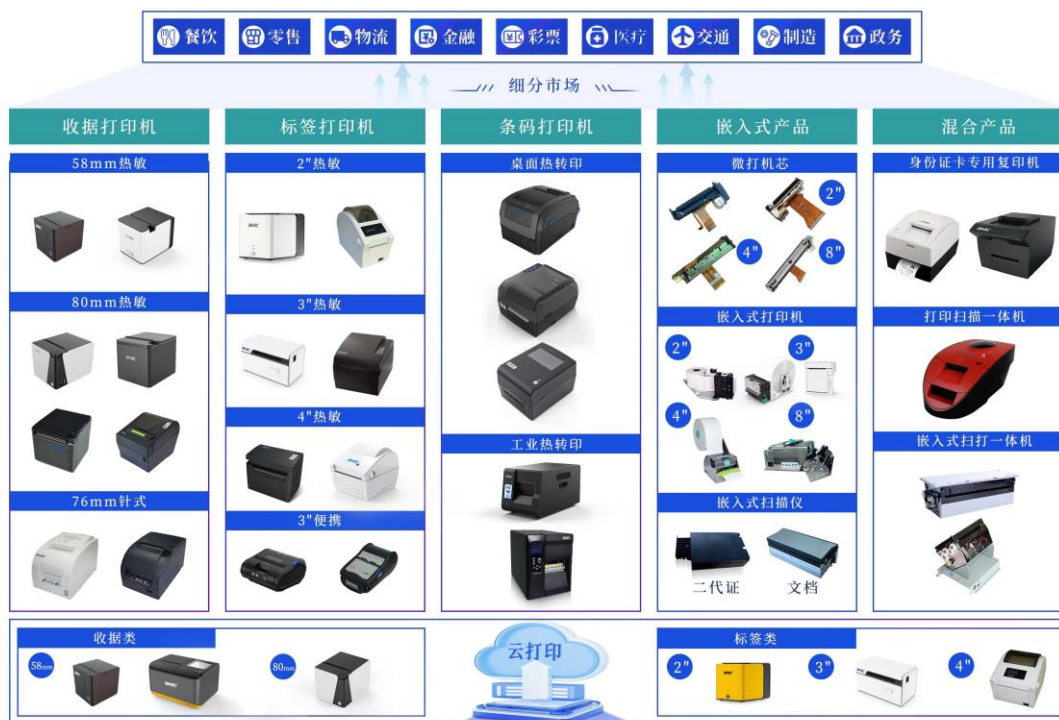 餐饮
零售
物流
金融
彩票
医疗
交通
制造
政务
细分市场
收据打印机
标签打印机
条码打印机
嵌入式产品
混合产品
58mm热敏
80mm热敏
76mm针式
2"热敏
3"热敏
4"热敏
3"便携
桌面热转印
工业热转印
微打机芯
2"
4"
8"
嵌入式打印机
2"
3"
4"
8"
嵌入式扫描仪
二代证
文档
身份证卡专用复印机
打印扫描一体机
嵌入式扫打一体机
收据类
58mm
80mm
云打印
标签类
2"
3"
4"